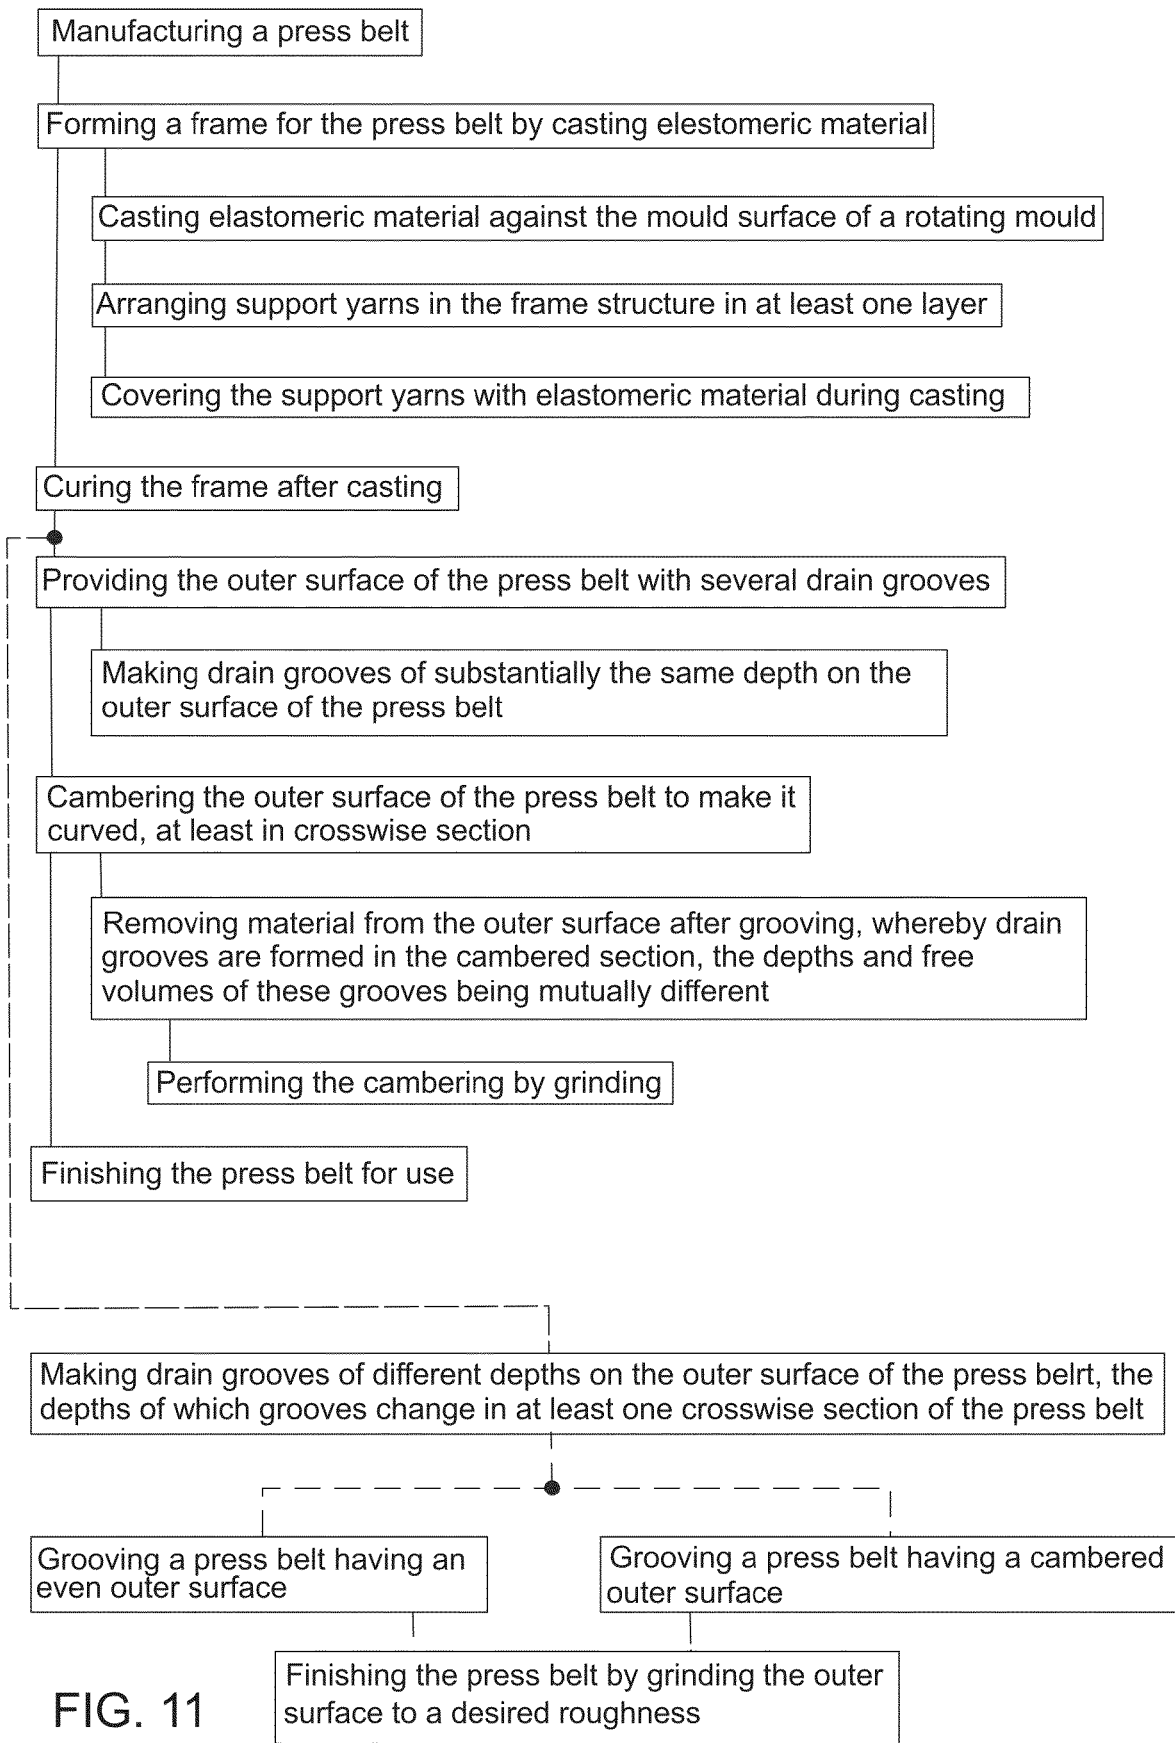 Manufacturing a press belt
Forming a frame for the press belt by casting elestomeric material
Casting elastomeric material against the mould surface of a rotating mould
Arranging support yarns in the frame structure in at least one layer
Covering the support yarns with elastomeric material during casting
Curing the frame after casting
Providing the outer surface of the press belt with several drain grooves
Making drain grooves of substantially the same depth on the
outer surface of the press belt
Cambering the outer surface of the press belt to make it
curved, at least in crosswise section
Removing material from the outer surface after grooving, whereby drain
grooves are formed in the cambered section, the depths and free
volumes of these grooves being mutually different
Performing the cambering by grinding
Finishing the press belt for use
Making drain grooves of different depths on the outer surface of the press belrt, the
depths of which grooves change in at least one crosswise section of the press belt
Grooving a press belt having an
even outer surface
Grooving a press belt having a cambered
outer surface
Finishing the press belt by grinding the outer
surface to a desired roughness
FIG. 11